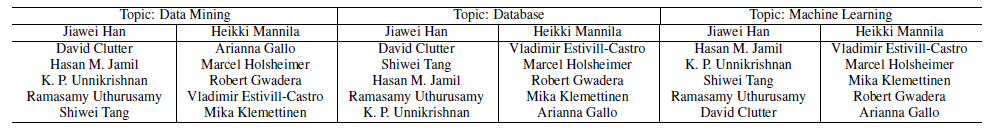 Topic: Data Mining Topic: Database Topic: Machine Learning
Jiawei Han Heikki Mannila Jiawei Han Heikki Mannila Jiawei Han Heikki Mannila
David Clutter Arianna Gallo David Clutter Vladimir Estivill-Castro Hasan M. Jamil Vladimir Estivill-Castro
Hasan M. Jamil Marcel Holsheimer Shiwei Tang Marcel Holsheimer K. P. Unnikrishnan Marcel Holsheimer
K. P. Unnikrishnan Robert Gwadera Hasan M. Jamil Robert Gwadera Shiwei Tang Mika Klemettinen
Ramasamy Uthurusamy Vladimir Estivill-Castro Ramasamy Uthurusamy Mika Klemettinen Ramasamy Uthurusamy Robert Gwadera
Shiwei Tang Mika Klemettinen K. P. Unnikrishnan Arianna Gallo David Clutter Arianna Gallo